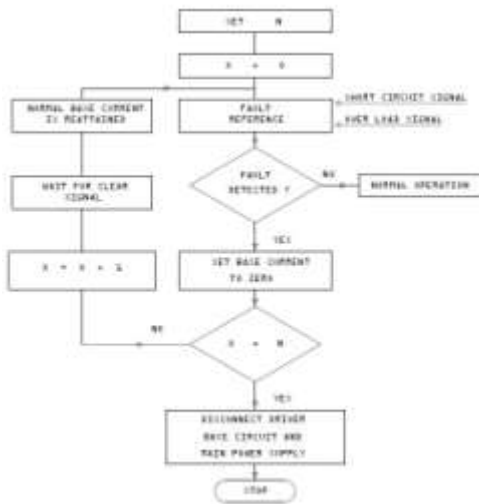 SET N
X = 0
NORMAL BASE CURRENT
IS REATTAINED
FAULT
REFERENCE
SHORT CIRCUIT SIGNAL
OVER LOAD SIGNAL
WAIT FOR CLEAR
SIGNAL
FAULT
DETECTED ?
NO
NORMAL OPERATION
YES
X = X + 1
SET BASE CURRENT
TO ZERO
NO
X = N
YES
DISCONNECT DRIVER
BASE CIRCUIT AND
MAIN POWER SUPPLY
STOP